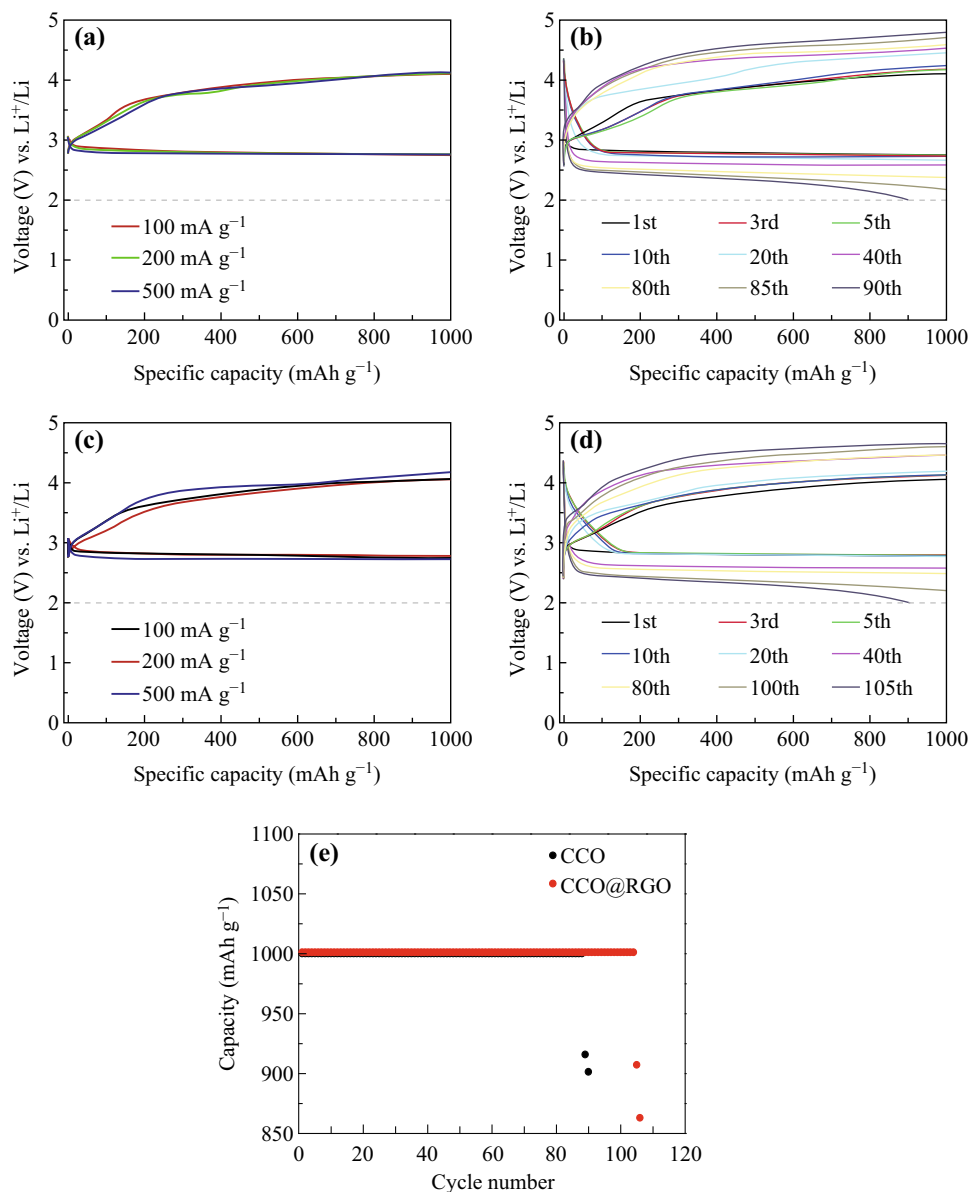 (a)
5
4
3
2
1
0
Voltage (V) vs. Li⁺/Li
100 mA g⁻¹
200 mA g⁻¹
500 mA g⁻¹
0 200 400 600 800 1000
Specific capacity (mAh g⁻¹)
(b)
5
4
3
2
1
0
Voltage (V) vs. Li⁺/Li
1st 3rd 5th
10th 20th 40th
80th 85th 90th
0 200 400 600 800 1000
Specific capacity (mAh g⁻¹)
(c)
5
4
3
2
1
0
Voltage (V) vs. Li⁺/Li
100 mA g⁻¹
200 mA g⁻¹
500 mA g⁻¹
0 200 400 600 800 1000
Specific capacity (mAh g⁻¹)
(d)
5
4
3
2
1
0
Voltage (V) vs. Li⁺/Li
1st 3rd 5th
10th 20th 40th
80th 100th 105th
0 200 400 600 800 1000
Specific capacity (mAh g⁻¹)
(e)
1100
1050
1000
950
900
850
Capacity (mAh g⁻¹)
CCO
CCO@RGO
0 20 40 60 80 100 120
Cycle number